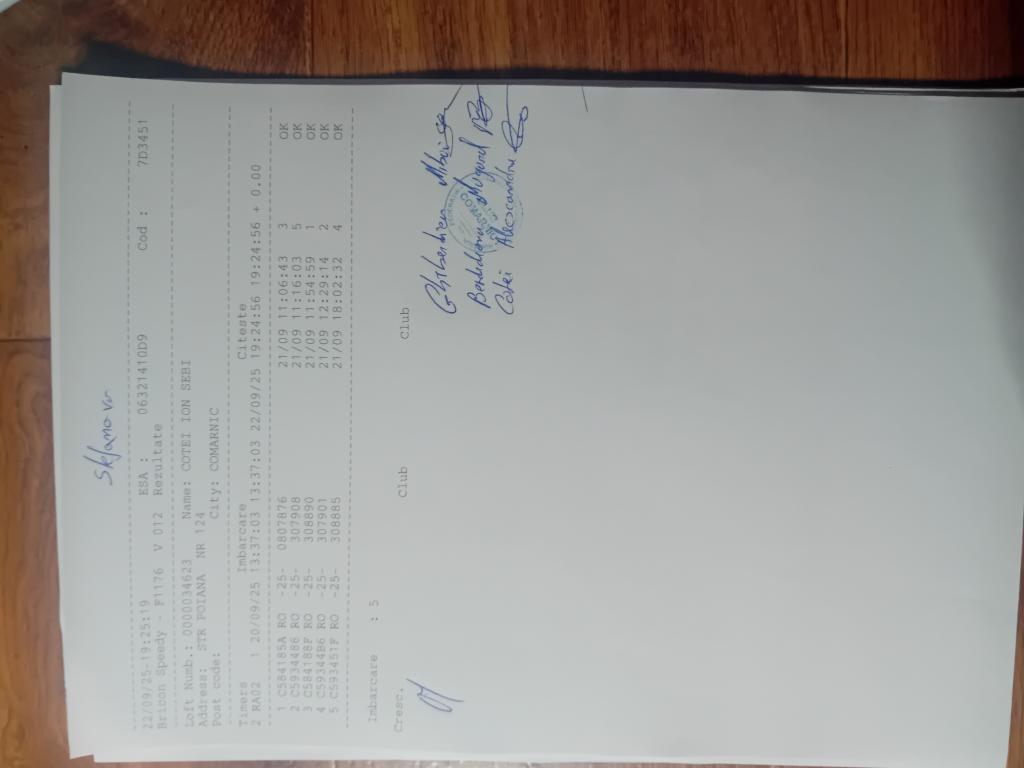 22/09/25-19:25:19 ESA : 06321410D9 Cod : 7D3451
Bricon Speedy - F1176 V 012 Rezultate
Loft Numb.: 0000034623 Name: COTEI ION SEBI
Address: STR POIANA NR 124
Post code: City: COMARNIC
Timers Imbarcare Citeste
2 RA02 1 20/09/25 13:37:03 13:37:03 22/09/25 19:24:56 19:24:56 + 0.00
1 C584185A RO -25- 0807876 21/09 11:06:43 3 OK
2 C5934486 RO -25- 307908 21/09 11:16:03 5 OK
3 C584188F RO -25- 308890 21/09 11:54:59 1 OK
4 C59344B6 RO -25- 307901 21/09 12:29:14 2 OK
5 C593451F RO -25- 308885 21/09 18:02:32 4 OK
Imbarcare : 5
Cresc. Club Club
Cotei Alexandru